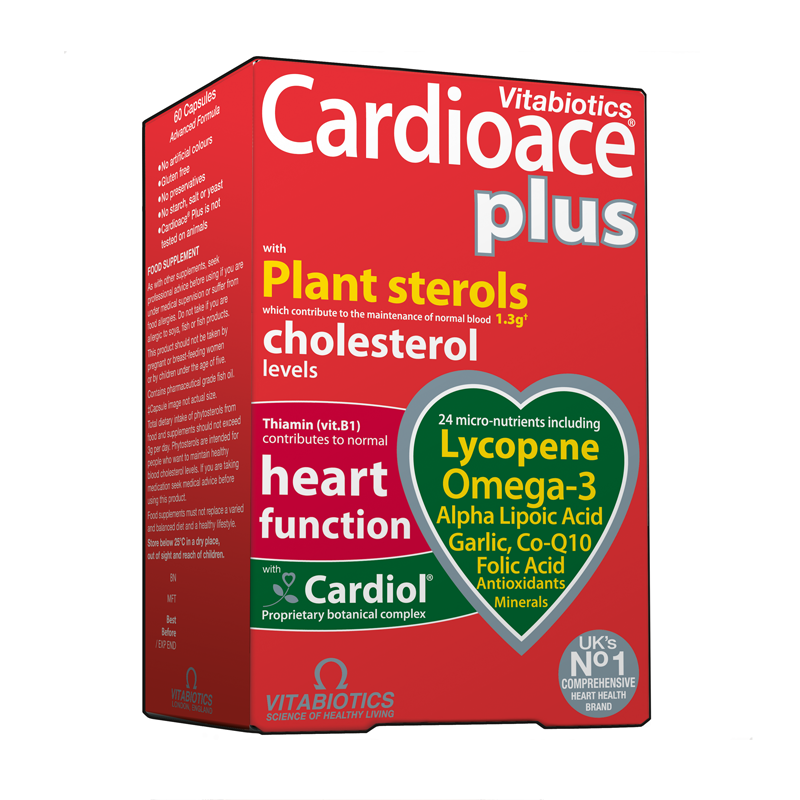 60 Capsules
Advanced Formula
•No artificial colours
•Gluten free
•No preservatives
•No starch, salt or yeast
•Cardioace® Plus is not
tested on animals
FOOD SUPPLEMENT
As with other supplements, seek
professional advice before using if you are
under medical supervision or suffer from
food allergies. Do not take if you are
allergic to soya, fish or fish products.
This product should not be taken by
pregnant or breast-feeding women
or by children under the age of five.
Contains pharmaceutical grade fish oil.
Capsule image not actual size.
Total dietary intake of phytosterols from
food and supplements should not exceed
3g per day. Phytosterols are intended for
people who want to maintain healthy
blood cholesterol levels. If you are taking
medication seek medical advice before
using this product.
Food supplements must not replace a varied
and balanced diet and a healthy lifestyle.
Store below 25°C in a dry place,
out of sight and reach of children.
BN
MFT
Best
Before
/ EXP END
VITABIOTICS
LONDON, ENGLAND
Vitabiotics
Cardioace®
plus
with
Plant sterols
which contribute to the maintenance of normal blood 1.3g†
cholesterol
levels
Thiamin (vit.B1)
contributes to normal
heart
function
with
Cardiol®
Proprietary botanical complex
24 micro-nutrients including
Lycopene
Omega-3
Alpha Lipoic Acid
Garlic, Co-Q10
Folic Acid
Antioxidants
Minerals
VITABIOTICS
SCIENCE OF HEALTHY LIVING
UK's
No1
COMPREHENSIVE
HEART HEALTH
BRAND